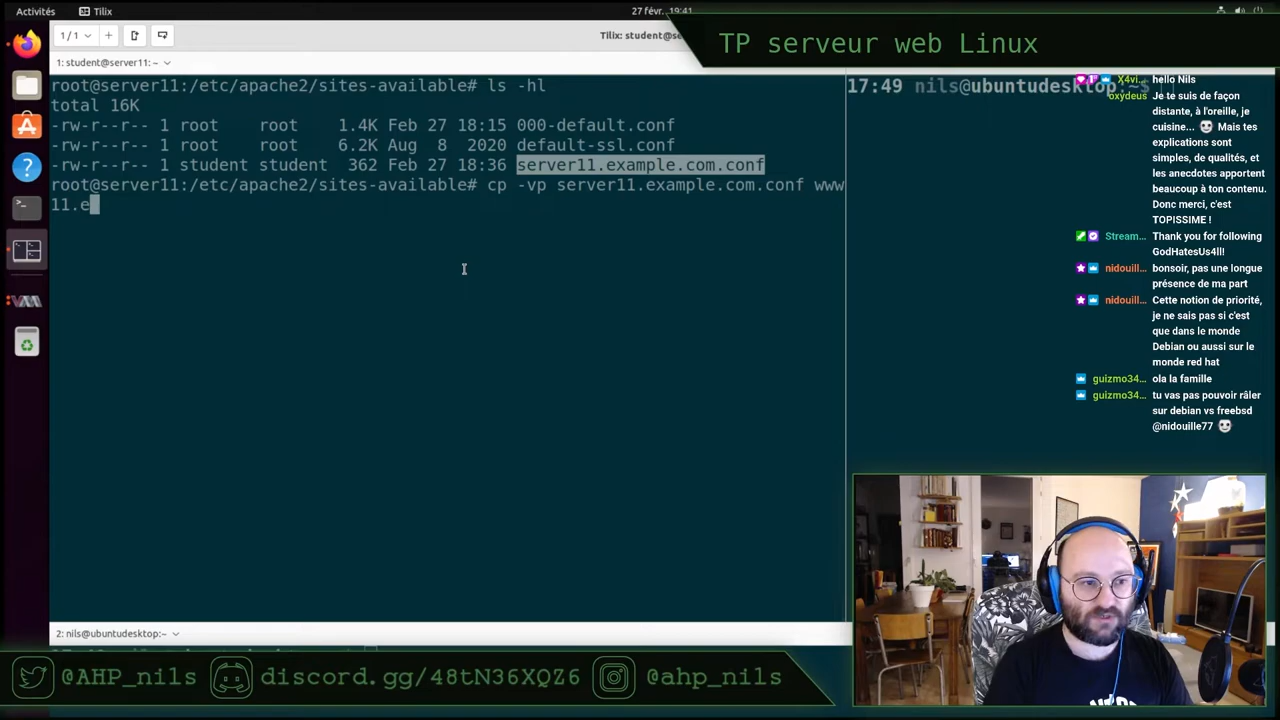 Activités
Tilix
27 févr. 19:41
TP serveur web Linux
1 / 1
Tilix: student@se
1: student@server11: ~
root@server11:/etc/apache2/sites-available# ls -hl
total 16K
-rw-r--r-- 1 root    root    1.4K Feb 27 18:15 000-default.conf
-rw-r--r-- 1 root    root    6.2K Aug  8  2020 default-ssl.conf
-rw-r--r-- 1 student student  362 Feb 27 18:36 server11.example.com.conf
root@server11:/etc/apache2/sites-available# cp -vp server11.example.com.conf www
11.e
17:49 nils@ubuntudesktop:~$
X4vi... hello Nils
oxydeus Je te suis de façon
distante, à l'oreille, je
cuisine... Mais tes
explications sont
simples, de qualités, et
les anecdotes apportent
beaucoup à ton contenu.
Donc merci, c'est
TOPISSIME !
Stream... Thank you for following
GodHatesUs4ll!
nidouill... bonsoir, pas une longue
présence de ma part
nidouill... Cette notion de priorité,
je ne sais pas si c'est
que dans le monde
Debian ou aussi sur le
monde red hat
guizmo34... ola la famille
guizmo34... tu vas pas pouvoir râler
sur debian vs freebsd
@nidouille77
2: nils@ubuntudesktop:~
@AHP_nils
discord.gg/48tN36XQZ6
@ahp_nils